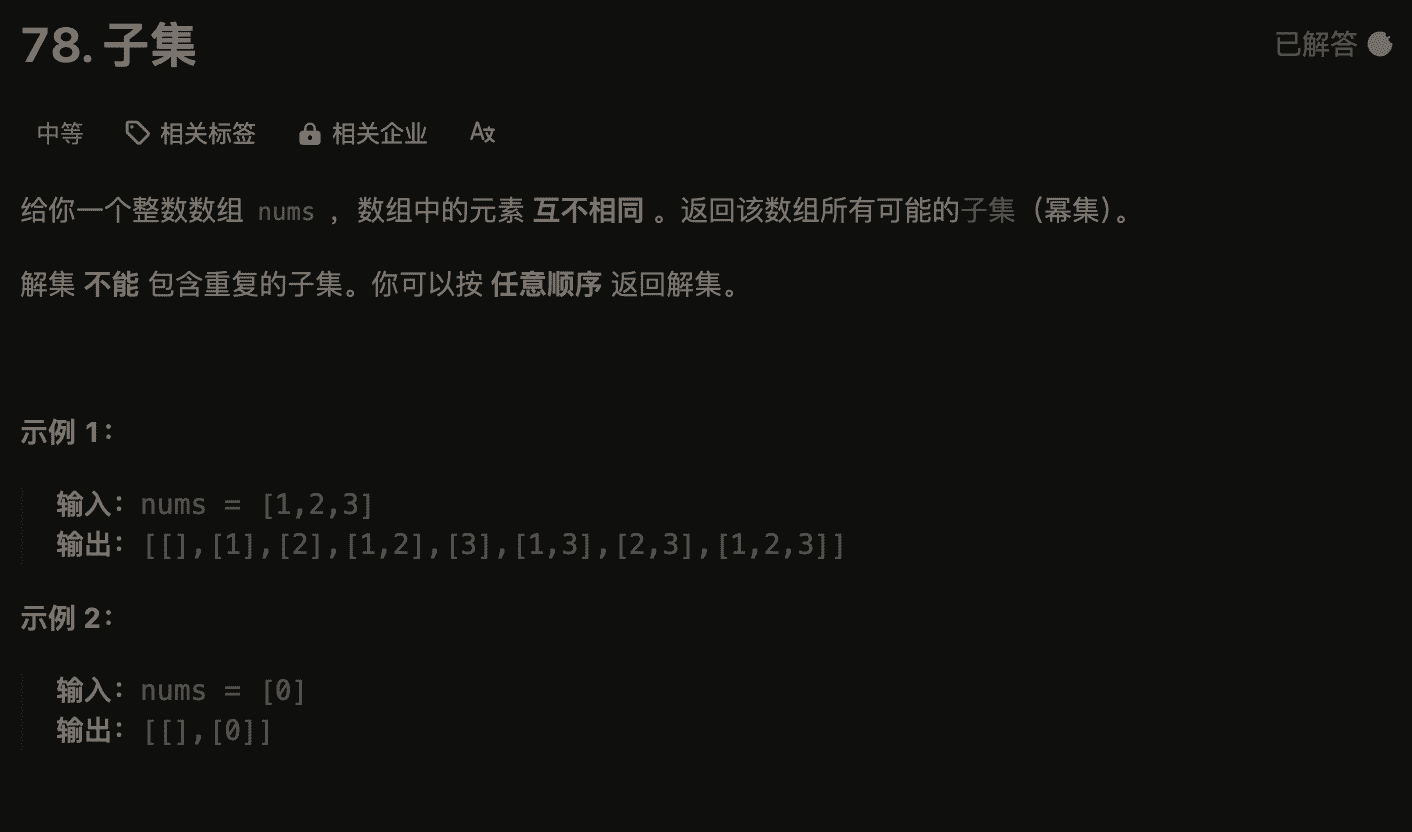 78. 子集
已解答
中等 相关标签 相关企业
给你一个整数数组 nums ，数组中的元素 互不相同 。返回该数组所有可能的子集（幂集）。
解集 不能 包含重复的子集。你可以按 任意顺序 返回解集。
示例 1：
输入：nums = [1,2,3]
输出：[[],[1],[2],[1,2],[3],[1,3],[2,3],[1,2,3]]
示例 2：
输入：nums = [0]
输出：[[],[0]]